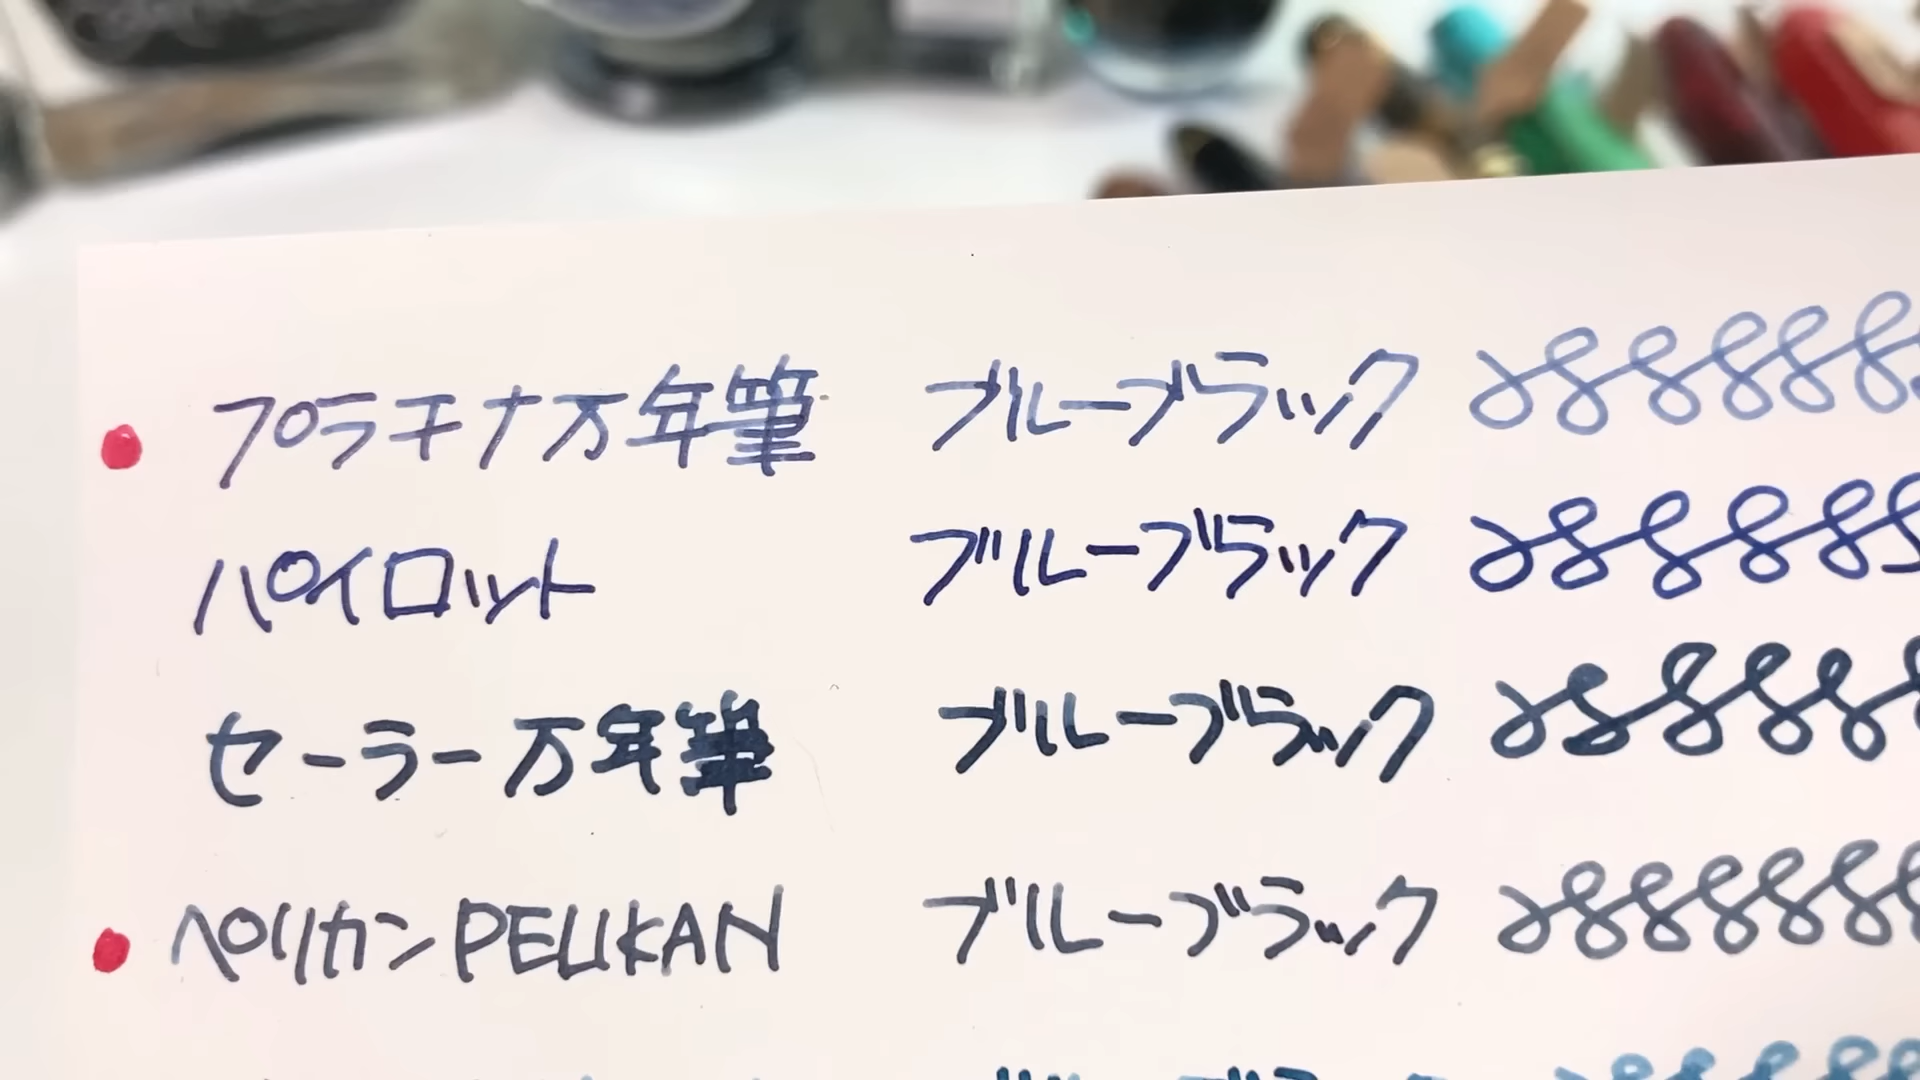 プラチナ万年筆 ブルーブラック
パイロット ブルーブラック
セーラー万年筆 ブルーブラック
ペリカン PELIKAN ブルーブラック